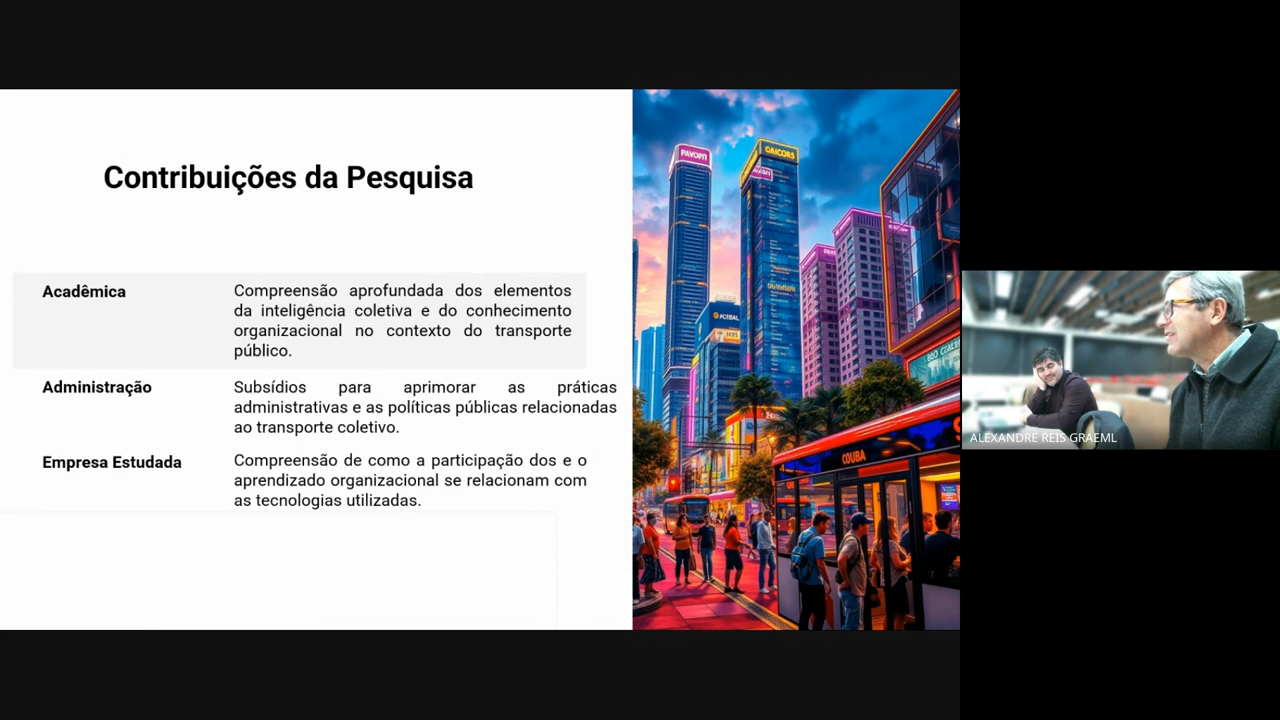 Contribuições da Pesquisa
Acadêmica
Compreensão aprofundada dos elementos
da inteligência coletiva e do conhecimento
organizacional no contexto do transporte
público.
Administração
Subsídios para aprimorar as práticas
administrativas e as políticas públicas relacionadas
ao transporte coletivo.
Empresa Estudada
Compreensão de como a participação dos e o
aprendizado organizacional se relacionam com
as tecnologias utilizadas.
OAICORS
COUBA
ALEXANDRE REIS GRAEML